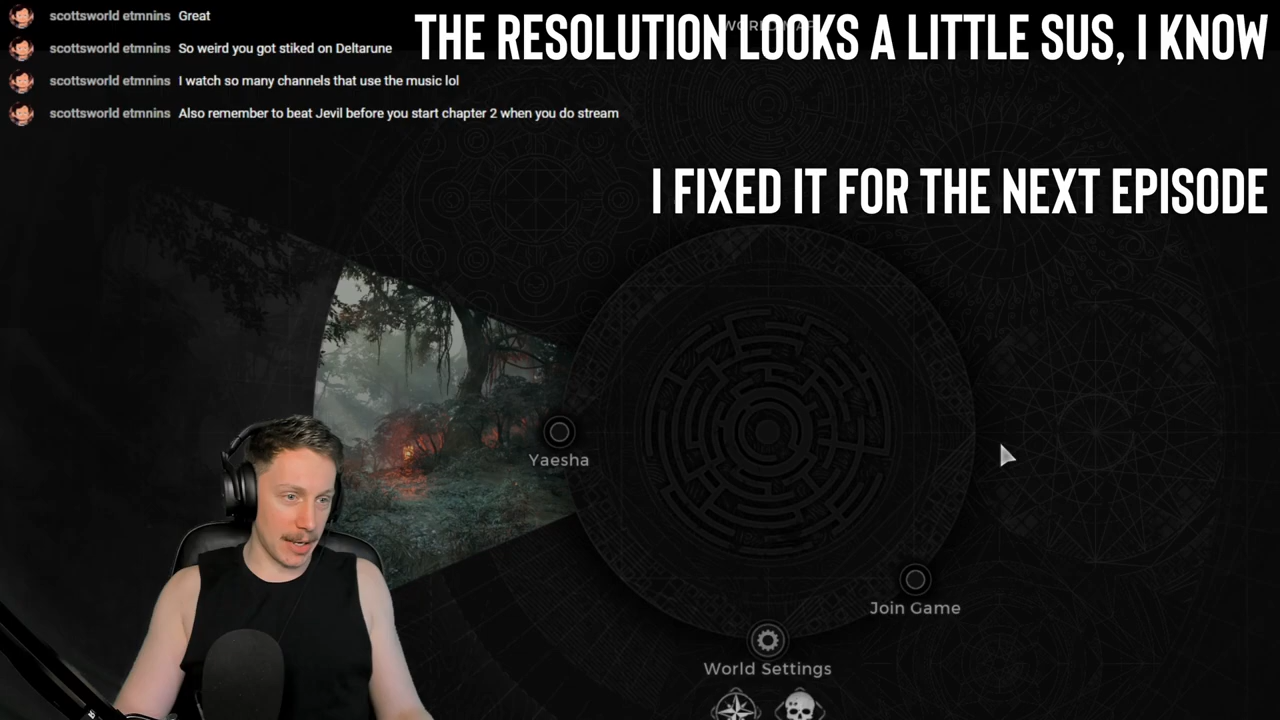 scottsworld etmnins Great
THE RESOLUTION LOOKS A LITTLE SUS, I KNOW
scottsworld etmnins So weird you got stiked on Deltarune
scottsworld etmnins I watch so many channels that use the music lol
scottsworld etmnins Also remember to beat Jevil before you start chapter 2 when you do stream
I FIXED IT FOR THE NEXT EPISODE
Yaesha
Join Game
World Settings